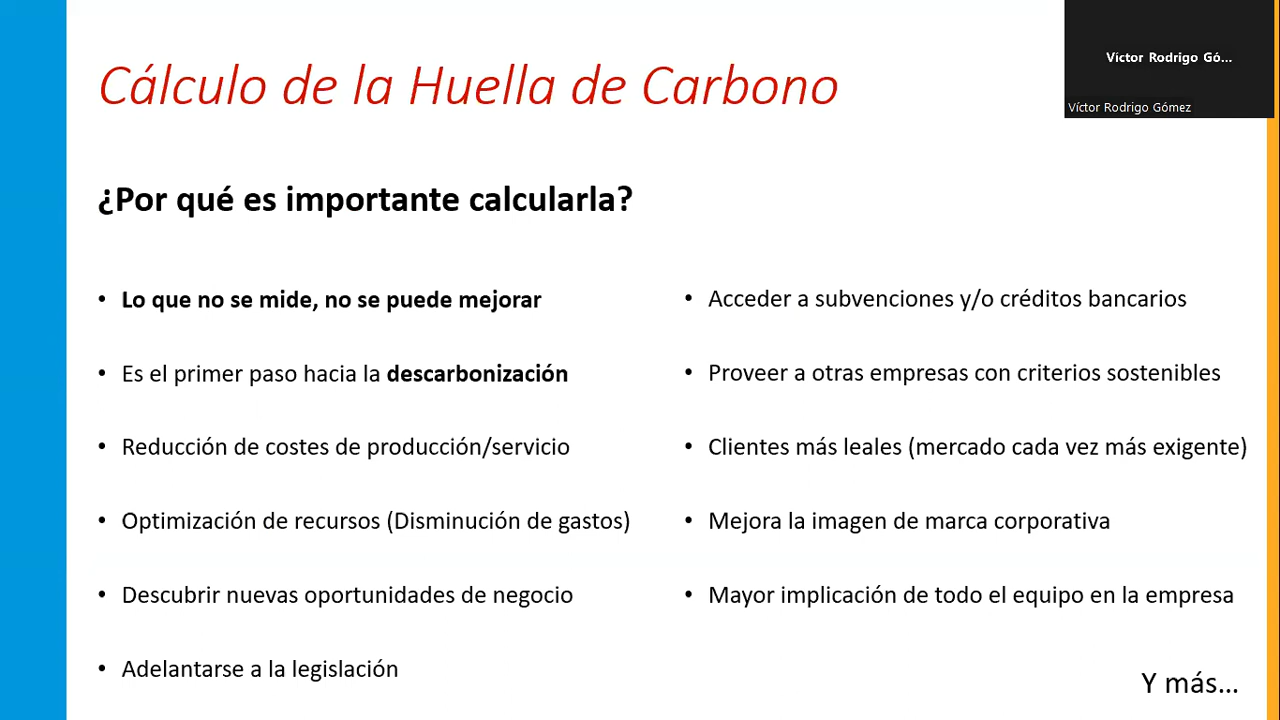 Víctor Rodrigo Gó...
Víctor Rodrigo Gómez
Cálculo de la Huella de Carbono
¿Por qué es importante calcularla?
• Lo que no se mide, no se puede mejorar
• Es el primer paso hacia la descarbonización
• Reducción de costes de producción/servicio
• Optimización de recursos (Disminución de gastos)
• Descubrir nuevas oportunidades de negocio
• Adelantarse a la legislación
• Acceder a subvenciones y/o créditos bancarios
• Proveer a otras empresas con criterios sostenibles
• Clientes más leales (mercado cada vez más exigente)
• Mejora la imagen de marca corporativa
• Mayor implicación de todo el equipo en la empresa
Y más...